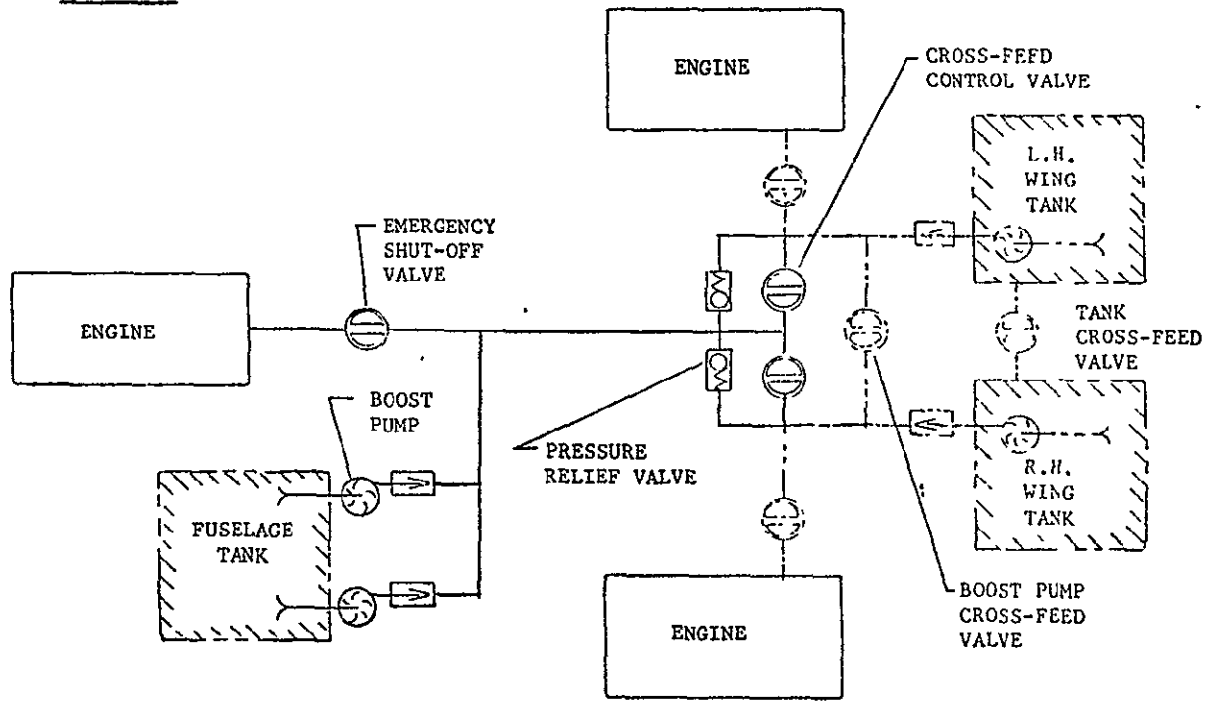 ENGINE
CROSS-FEFD
CONTROL VALVE
L.H.
WING
TANK
EMERGENCY
SHUT-OFF
VALVE
ENGINE
TANK
CROSS-FEED
VALVE
BOOST
PUMP
PRESSURE
RELIEF VALVE
R.H.
WING
TANK
FUSELAGE
TANK
BOOST PUMP
CROSS-FEED
VALVE
ENGINE